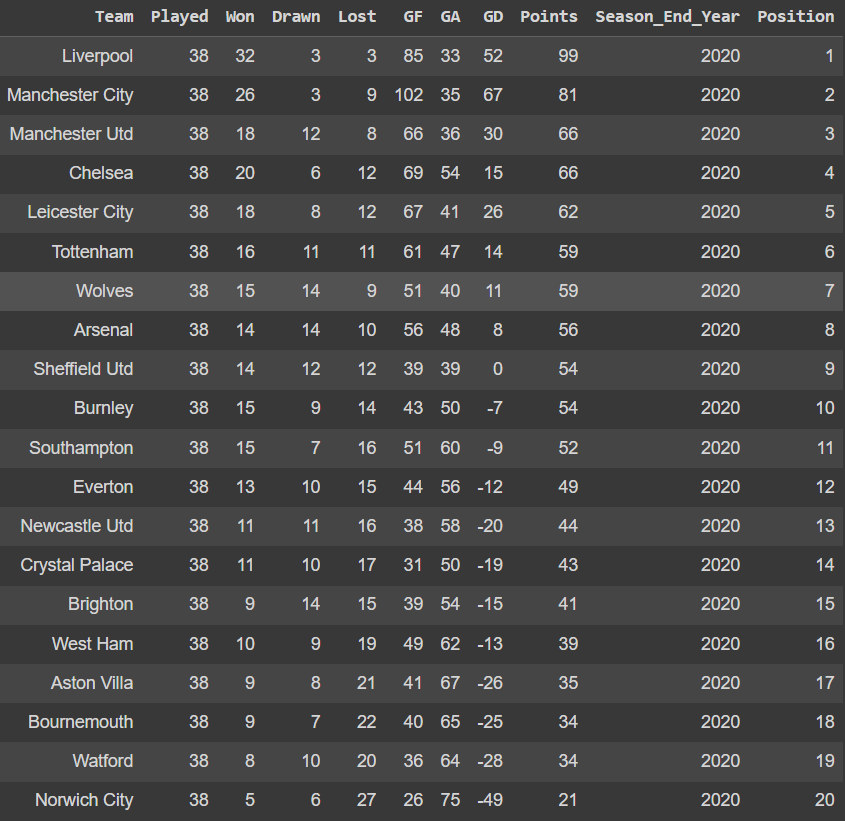 Team Played Won Drawn Lost GF GA GD Points Season_End_Year Position
Liverpool 38 32 3 3 85 33 52 99 2020 1
Manchester City 38 26 3 9 102 35 67 81 2020 2
Manchester Utd 38 18 12 8 66 36 30 66 2020 3
Chelsea 38 20 6 12 69 54 15 66 2020 4
Leicester City 38 18 8 12 67 41 26 62 2020 5
Tottenham 38 16 11 11 61 47 14 59 2020 6
Wolves 38 15 14 9 51 40 11 59 2020 7
Arsenal 38 14 14 10 56 48 8 56 2020 8
Sheffield Utd 38 14 12 12 39 39 0 54 2020 9
Burnley 38 15 9 14 43 50 -7 54 2020 10
Southampton 38 15 7 16 51 60 -9 52 2020 11
Everton 38 13 10 15 44 56 -12 49 2020 12
Newcastle Utd 38 11 11 16 38 58 -20 44 2020 13
Crystal Palace 38 11 10 17 31 50 -19 43 2020 14
Brighton 38 9 14 15 39 54 -15 41 2020 15
West Ham 38 10 9 19 49 62 -13 39 2020 16
Aston Villa 38 9 8 21 41 67 -26 35 2020 17
Bournemouth 38 9 7 22 40 65 -25 34 2020 18
Watford 38 8 10 20 36 64 -28 34 2020 19
Norwich City 38 5 6 27 26 75 -49 21 2020 20